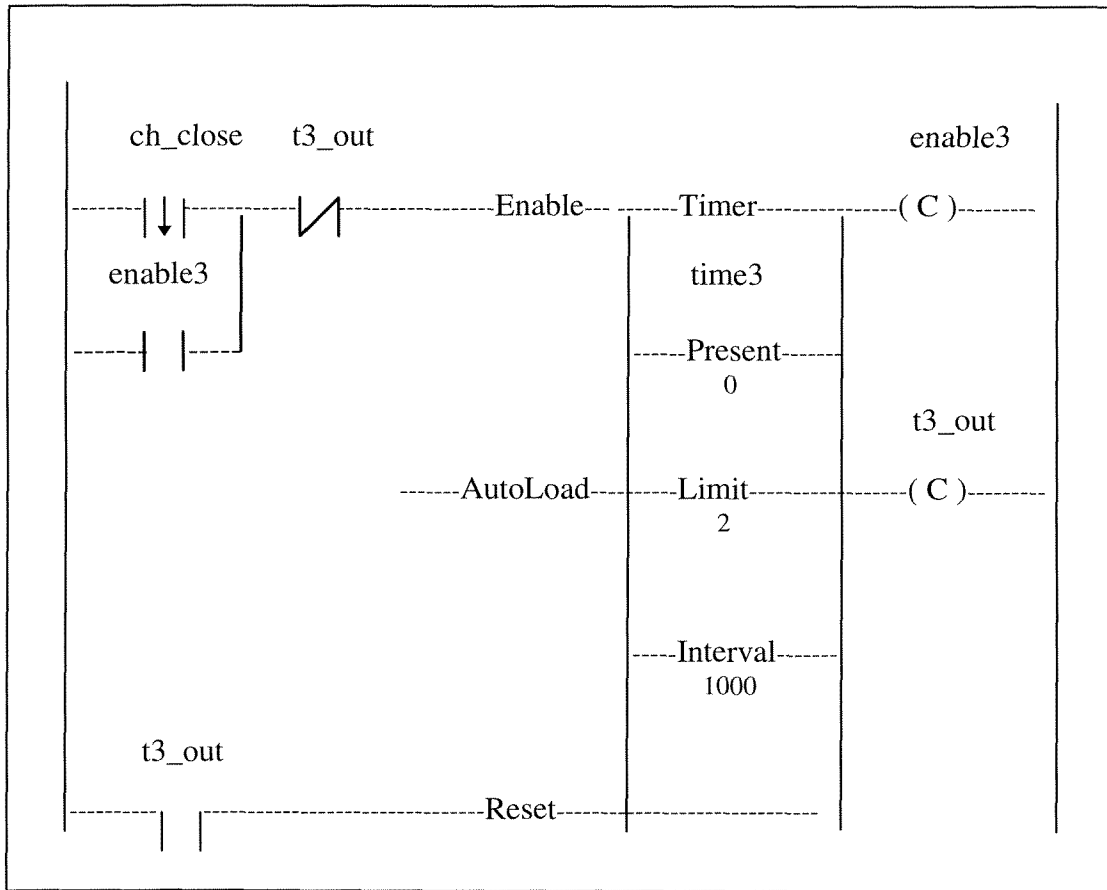 ch_close t3_out enable3
Enable Timer ( C )
enable3 time3
Present
0
t3_out
AutoLoad Limit ( C )
2
Interval
1000
t3_out
Reset